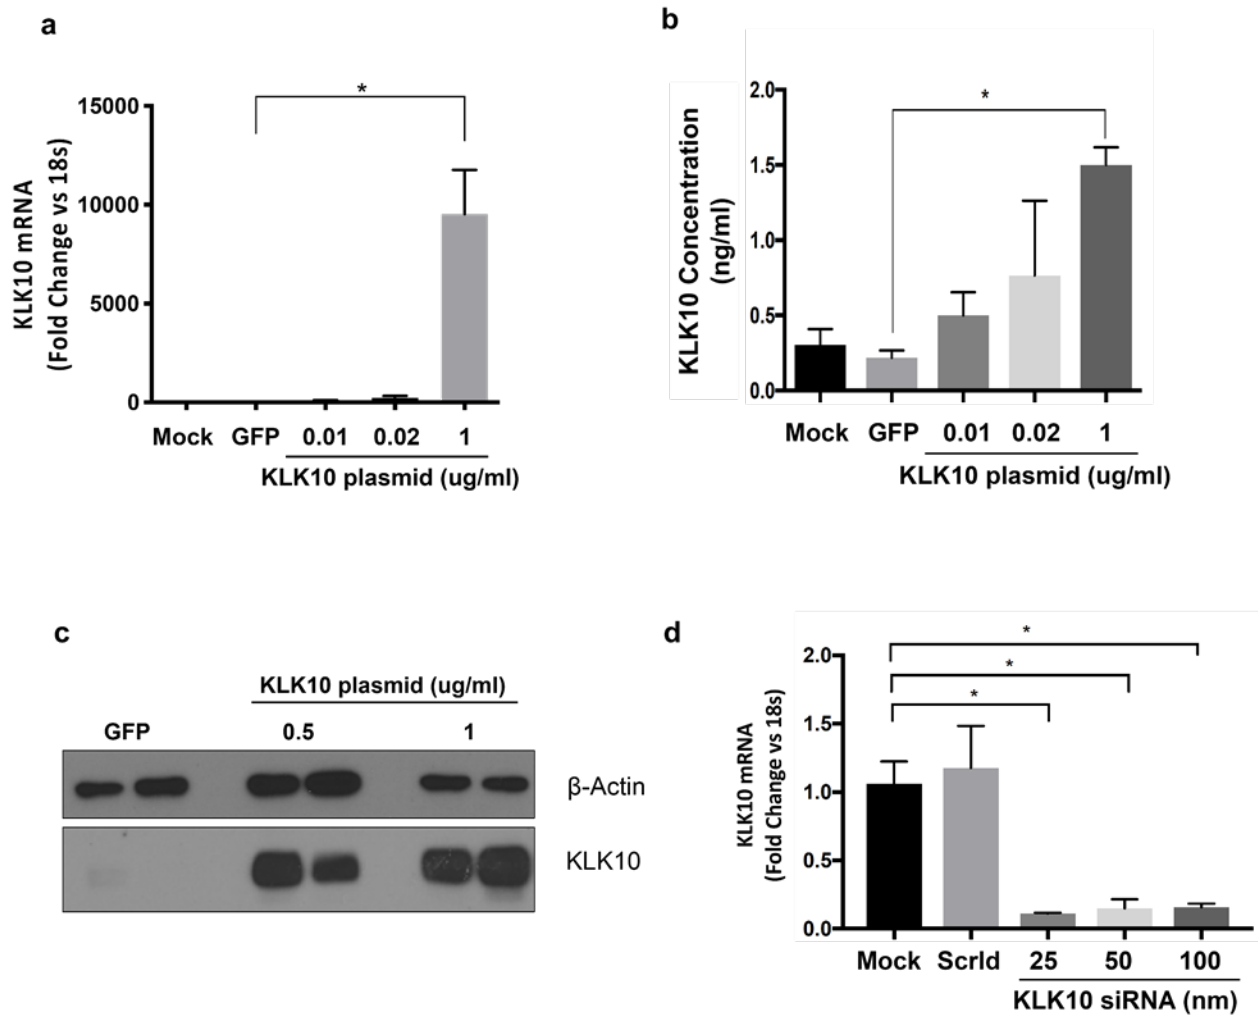 a
*
KLK10 mRNA
(Fold Change vs 18s)
15000
10000
5000
0
Mock GFP 0.01 0.02 1
KLK10 plasmid (ug/ml)
b
*
KLK10 Concentration
(ng/ml)
2.0
1.5
1.0
0.5
0.0
Mock GFP 0.01 0.02 1
KLK10 plasmid (ug/ml)
c
KLK10 plasmid (ug/ml)
GFP 0.5 1
β-Actin
KLK10
d
*
*
*
KLK10 mRNA
(Fold Change vs 18s)
2.0
1.5
1.0
0.5
0.0
Mock Scrld 25 50 100
KLK10 siRNA (nm)